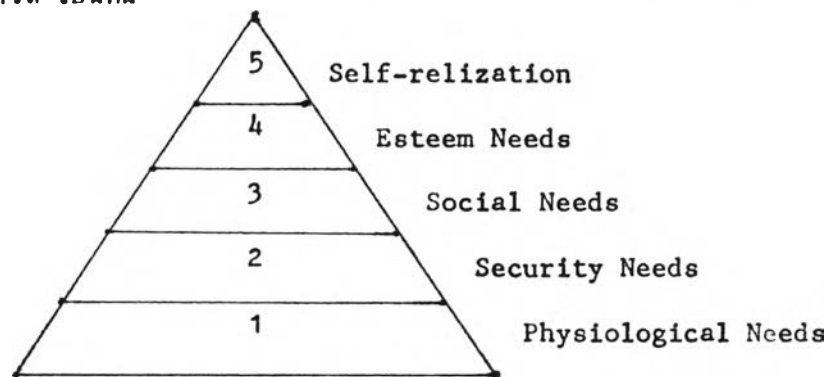 5 Self-relization
4 Esteem Needs
3 Social Needs
2 Security Needs
1 Physiological Needs